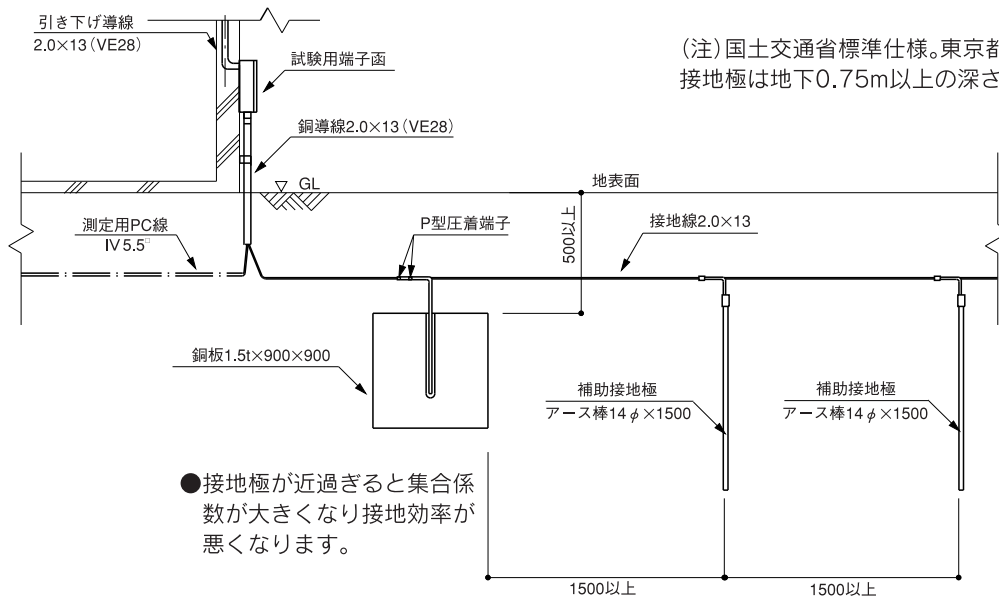 引き下げ導線
2.0×13(VE28)
試験用端子函
(注)国土交通省標準仕様。東京都
接地極は地下0.75m以上の深さ
銅導線2.0×13(VE28)
GL
地表面
測定用PC線
IV5.5□
P型圧着端子
500以上
接地線2.0×13
銅板1.5t×900×900
補助接地極
アース棒14φ×1500
補助接地極
アース棒14φ×1500
●接地極が近過ぎると集合係
数が大きくなり接地効率が
悪くなります。
1500以上
1500以上